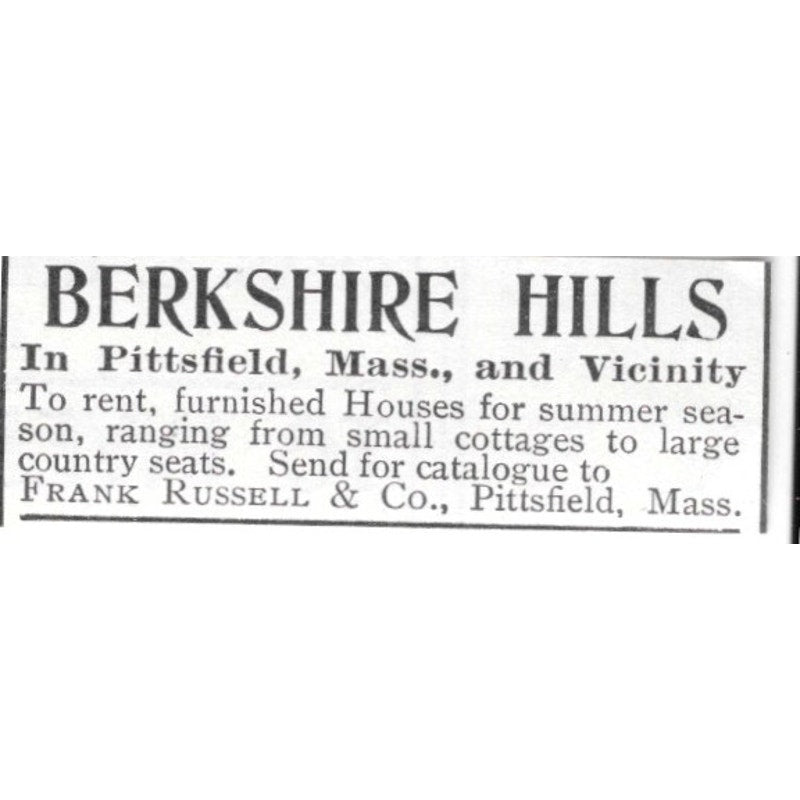 BERKSHIRE HILLS
In Pittsfield, Mass., and Vicinity
To rent, furnished Houses for summer sea-
son, ranging from small cottages to large
country seats. Send for catalogue to
FRANK RUSSELL & Co., Pittsfield, Mass.